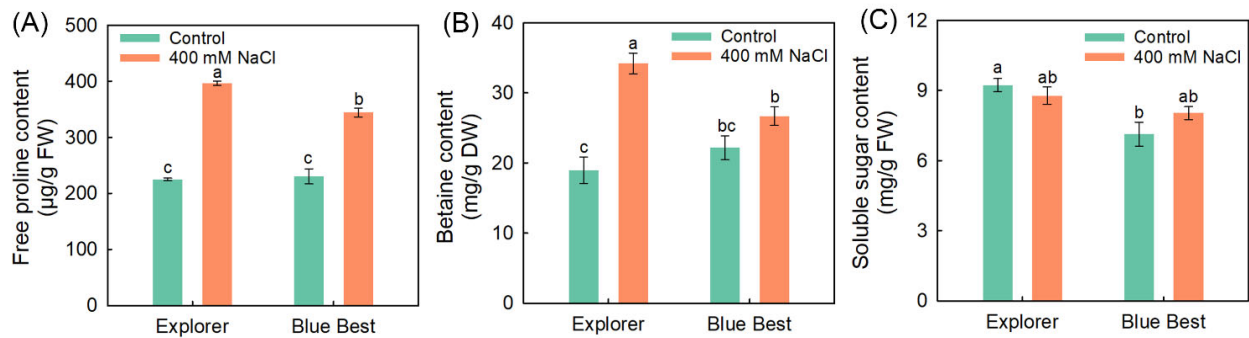 (A)
Free proline content
(μg/g FW)
500
400
300
200
100
0
Control
400 mM NaCl
c
a
c
b
Explorer
Blue Best
(B)
Betaine content
(mg/g DW)
40
30
20
10
0
Control
400 mM NaCl
c
a
bc
b
Explorer
Blue Best
(C)
Soluble sugar content
(mg/g FW)
12
9
6
3
0
Control
400 mM NaCl
a
ab
b
ab
Explorer
Blue Best